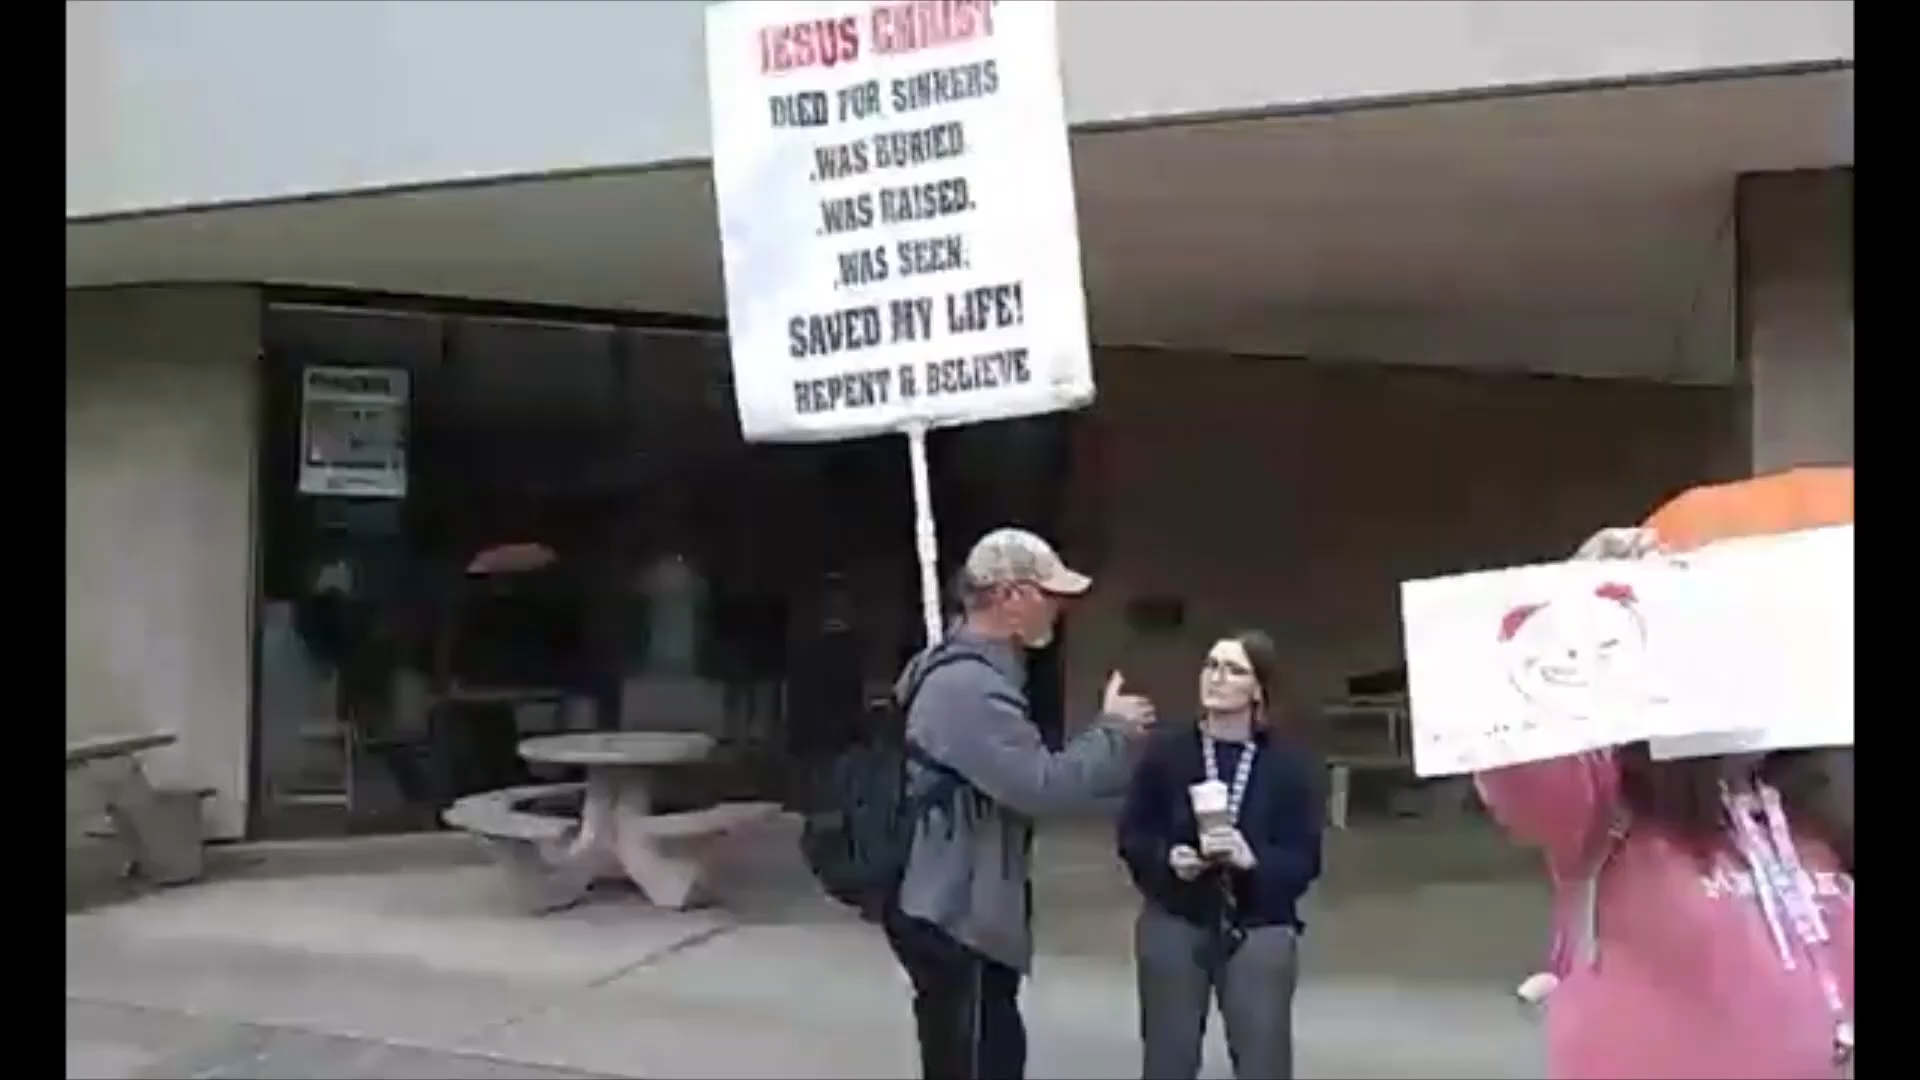 JESUS CHRIST
DIED FOR SINNERS
.WAS BURIED.
.WAS RAISED.
.WAS SEEN.
SAVED MY LIFE!
REPENT & BELIEVE